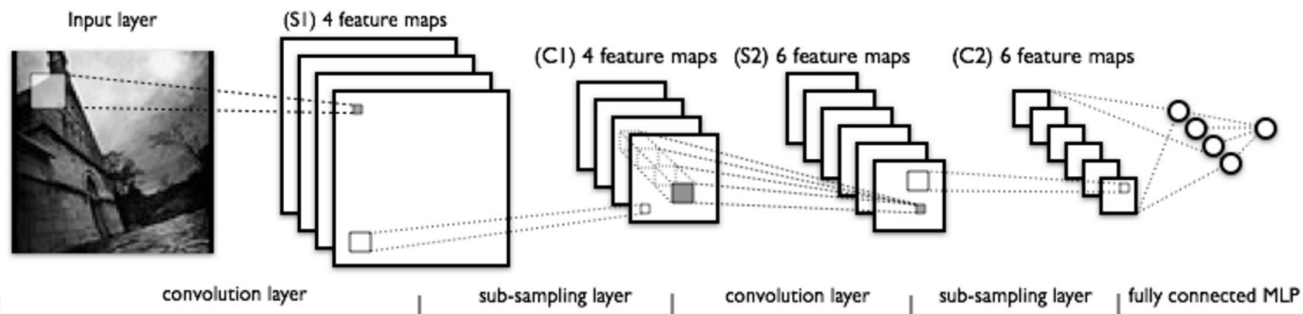 Input layer
(S1) 4 feature maps
(C1) 4 feature maps
(S2) 6 feature maps
(C2) 6 feature maps
convolution layer
sub-sampling layer
convolution layer
sub-sampling layer
fully connected MLP